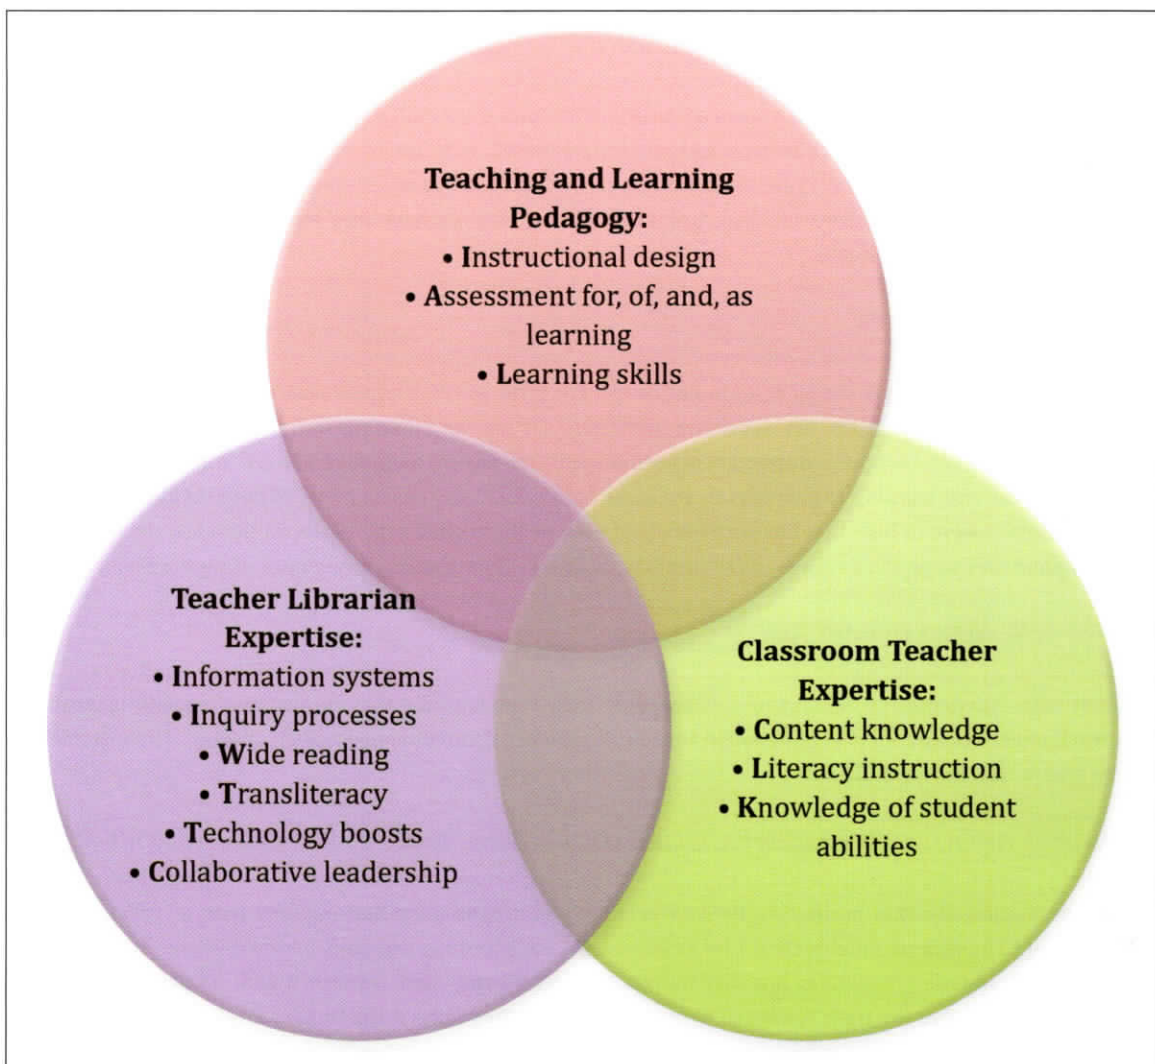 Teaching and Learning
Pedagogy:
• Instructional design
• Assessment for, of, and, as
learning
• Learning skills
Teacher Librarian
Expertise:
• Information systems
• Inquiry processes
• Wide reading
• Transliteracy
• Technology boosts
• Collaborative leadership
Classroom Teacher
Expertise:
• Content knowledge
• Literacy instruction
• Knowledge of student
abilities